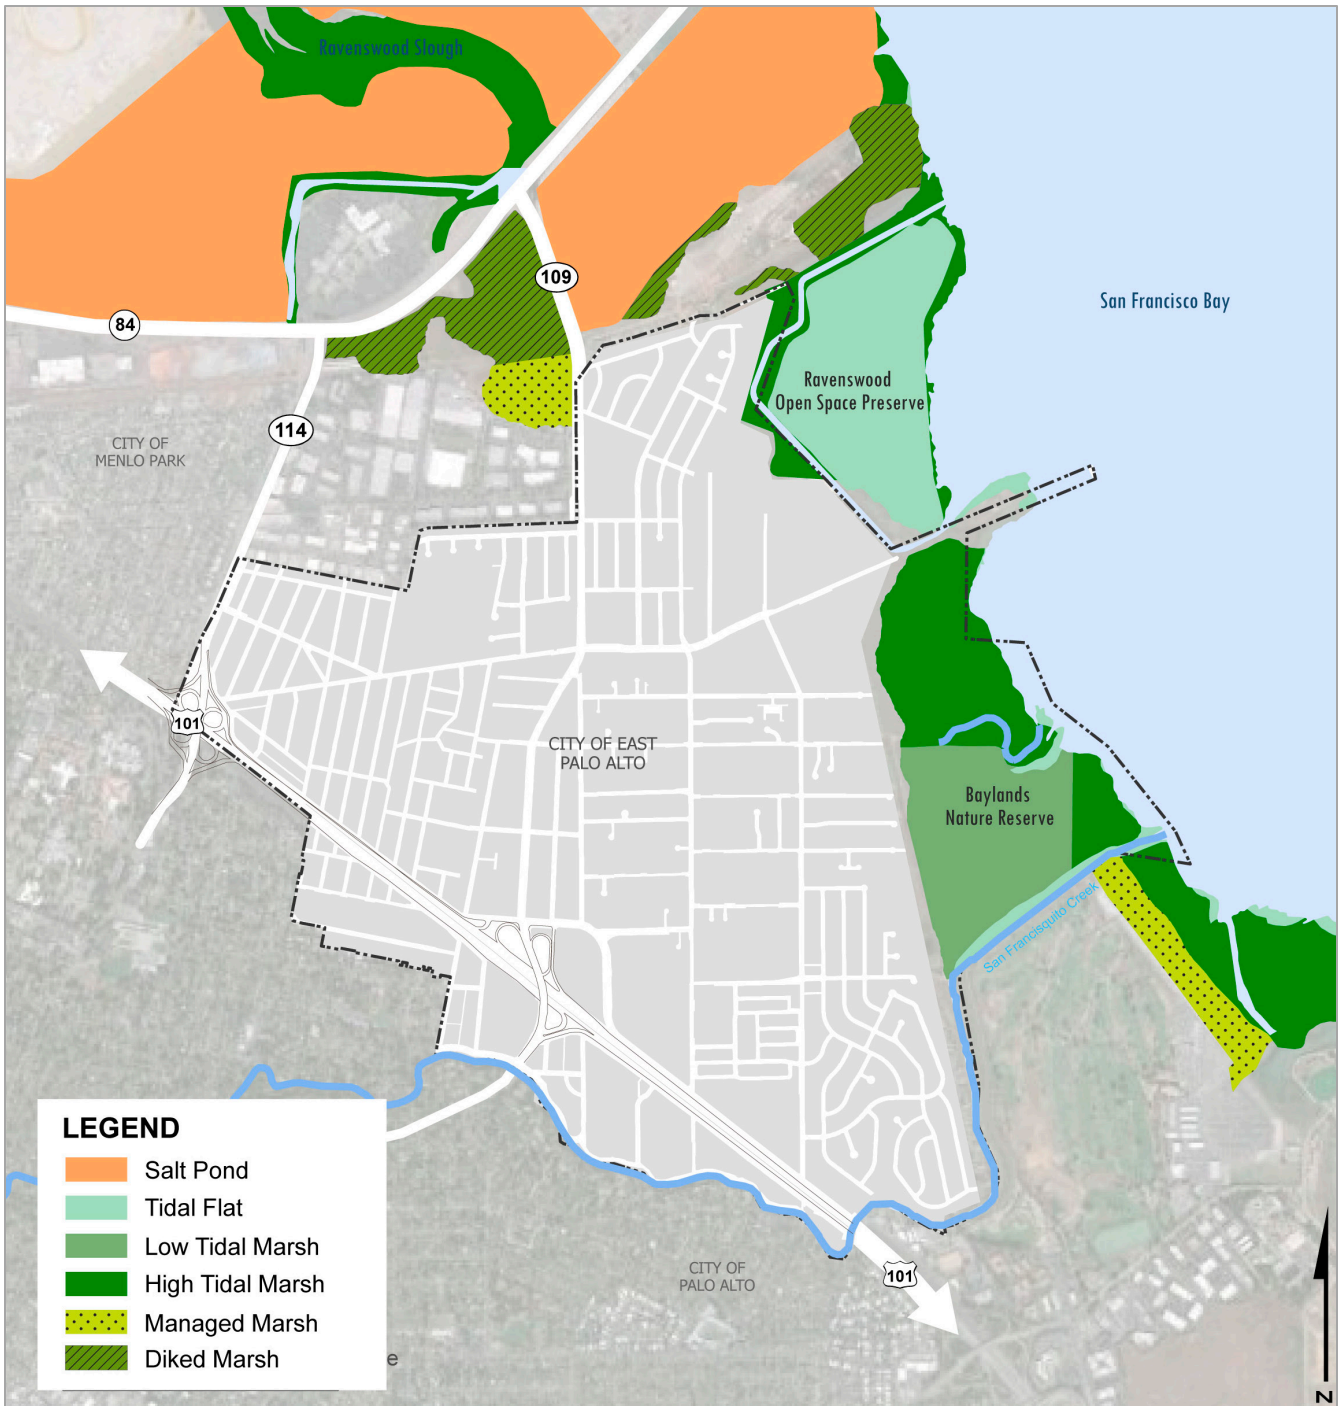 Ravenswood Slough
109
San Francisco Bay
84
Ravenswood
Open Space Preserve
114
CITY OF
MENLO PARK
101
CITY OF EAST
PALO ALTO
Baylands
Nature Reserve
San Francisquito Creek
LEGEND
Salt Pond
Tidal Flat
Low Tidal Marsh
High Tidal Marsh
Managed Marsh
Diked Marsh
e
CITY OF
PALO ALTO
101
N